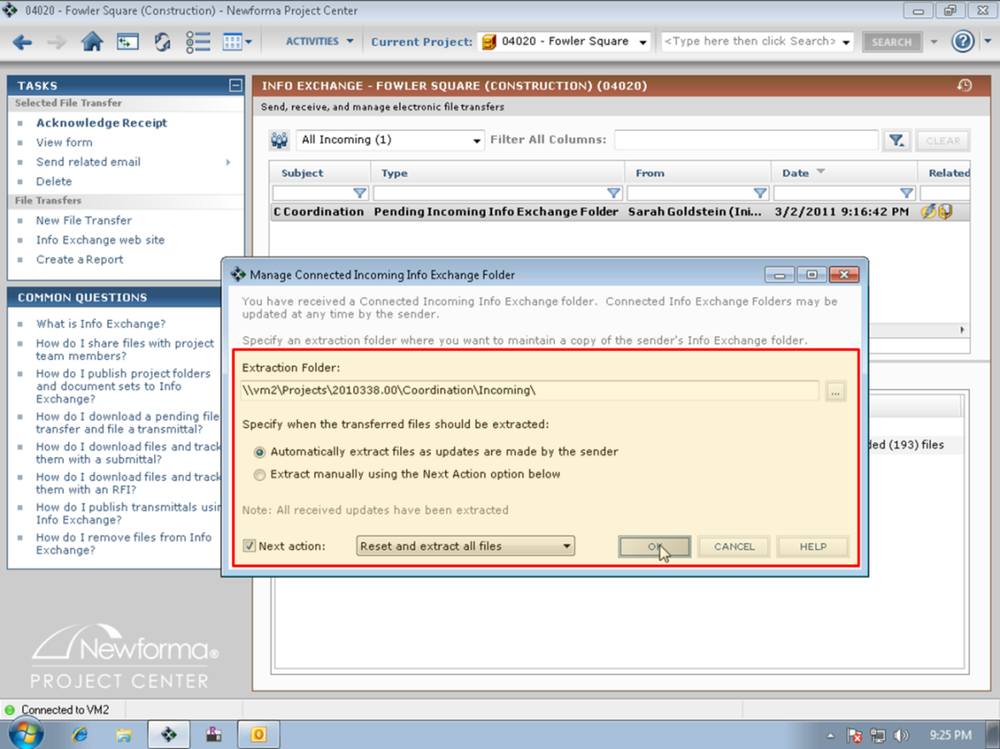 04020 - Fowler Square (Construction) - Newforma Project Center
ACTIVITIES
Current Project:
04020 - Fowler Square
<Type here then click Search>
SEARCH
TASKS
Selected File Transfer
Acknowledge Receipt
View form
Send related email
Delete
File Transfers
New File Transfer
Info Exchange web site
Create a Report
COMMON QUESTIONS
What is Info Exchange?
How do I share files with project
team members?
How do I publish project folders
and document sets to Info
Exchange?
How do I download a pending file
transfer and file a transmittal?
How do I download files and track
them with a submittal?
How do I download files and track
them with an RFI?
How do I publish transmittals usin
Info Exchange?
How do I remove files from Info
Exchange?
Newforma®
PROJECT CENTER
INFO EXCHANGE - FOWLER SQUARE (CONSTRUCTION) (04020)
Send, receive, and manage electronic file transfers
All Incoming (1)
Filter All Columns:
CLEAR
Subject Type From Date Related
C Coordination Pending Incoming Info Exchange Folder Sarah Goldstein (Ini... 3/2/2011 9:16:42 PM
ded (193) files
Manage Connected Incoming Info Exchange Folder
You have received a Connected Incoming Info Exchange folder. Connected Info Exchange Folders may be
updated at any time by the sender.
Specify an extraction folder where you want to maintain a copy of the sender's Info Exchange folder.
Extraction Folder:
\\vm2\Projects\2010338.00\Coordination\Incoming\
...
Specify when the transferred files should be extracted:
Automatically extract files as updates are made by the sender
Extract manually using the Next Action option below
Note: All received updates have been extracted
Next action:
Reset and extract all files
OK
CANCEL
HELP
Connected to VM2
9:25 PM